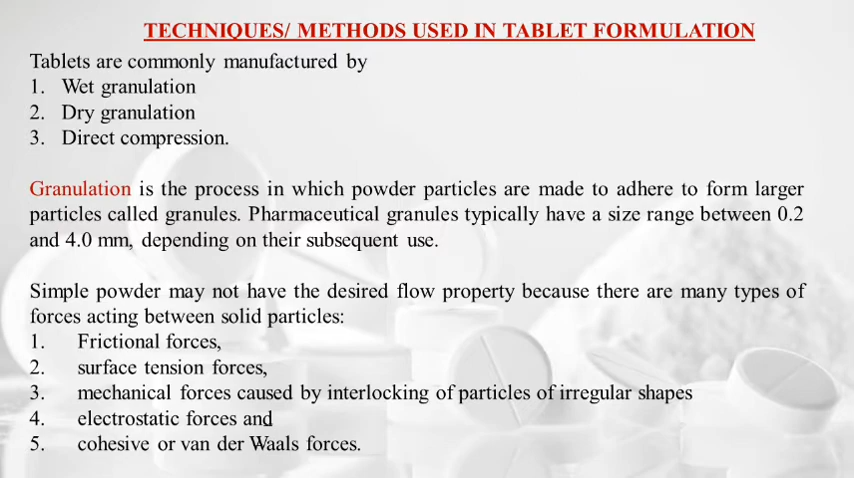 TECHNIQUES/ METHODS USED IN TABLET FORMULATION
Tablets are commonly manufactured by
1. Wet granulation
2. Dry granulation
3. Direct compression.
Granulation is the process in which powder particles are made to adhere to form larger
particles called granules. Pharmaceutical granules typically have a size range between 0.2
and 4.0 mm, depending on their subsequent use.
Simple powder may not have the desired flow property because there are many types of
forces acting between solid particles:
1. Frictional forces,
2. surface tension forces,
3. mechanical forces caused by interlocking of particles of irregular shapes
4. electrostatic forces and
5. cohesive or van der Waals forces.